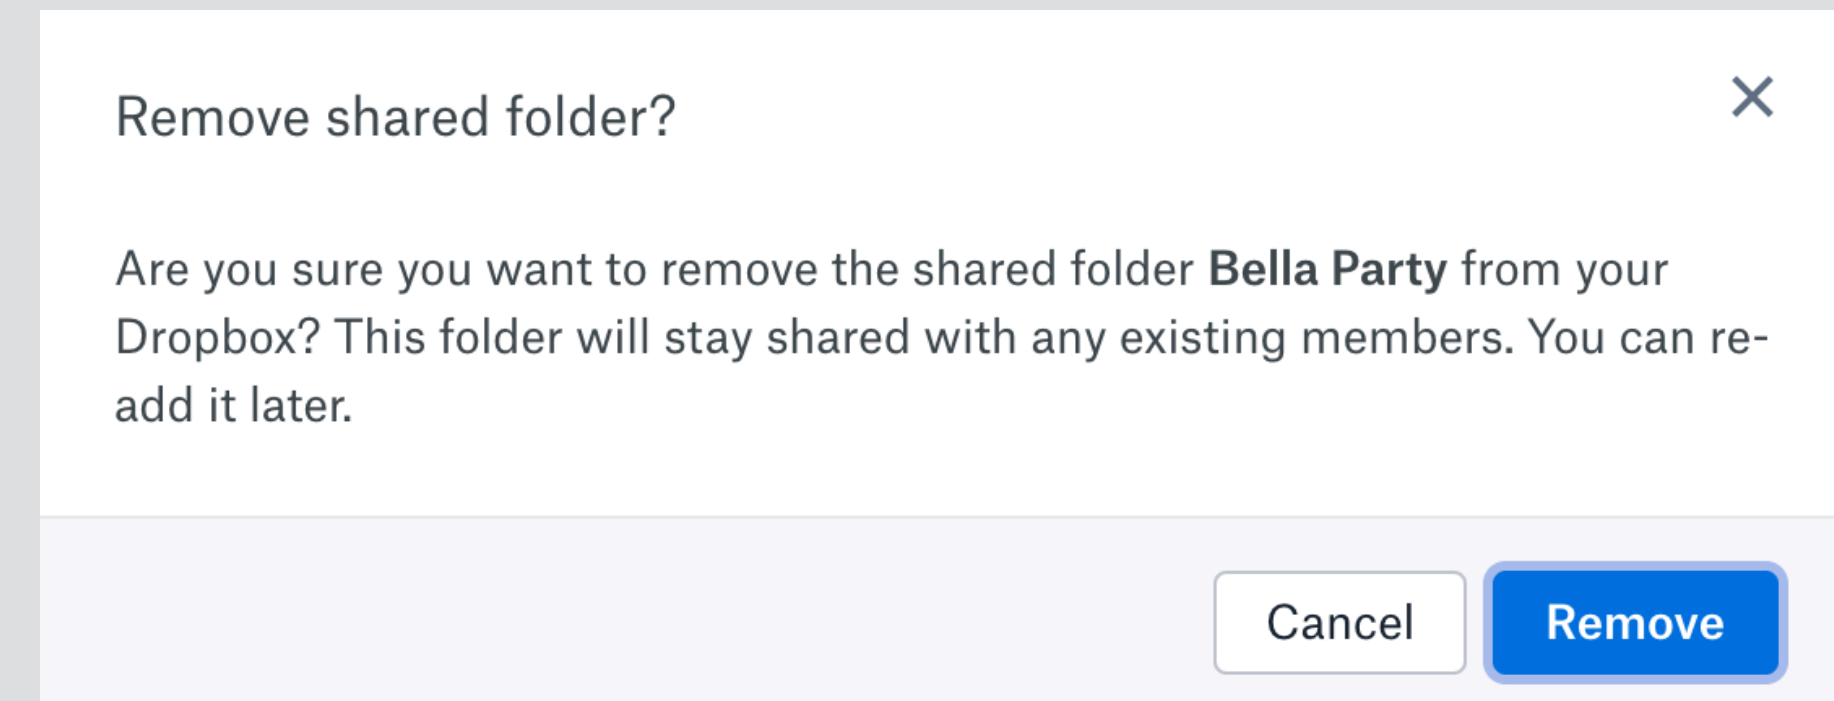 Remove shared folder?
Are you sure you want to remove the shared folder Bella Party from your
Dropbox? This folder will stay shared with any existing members. You can re-
add it later.
Cancel
Remove